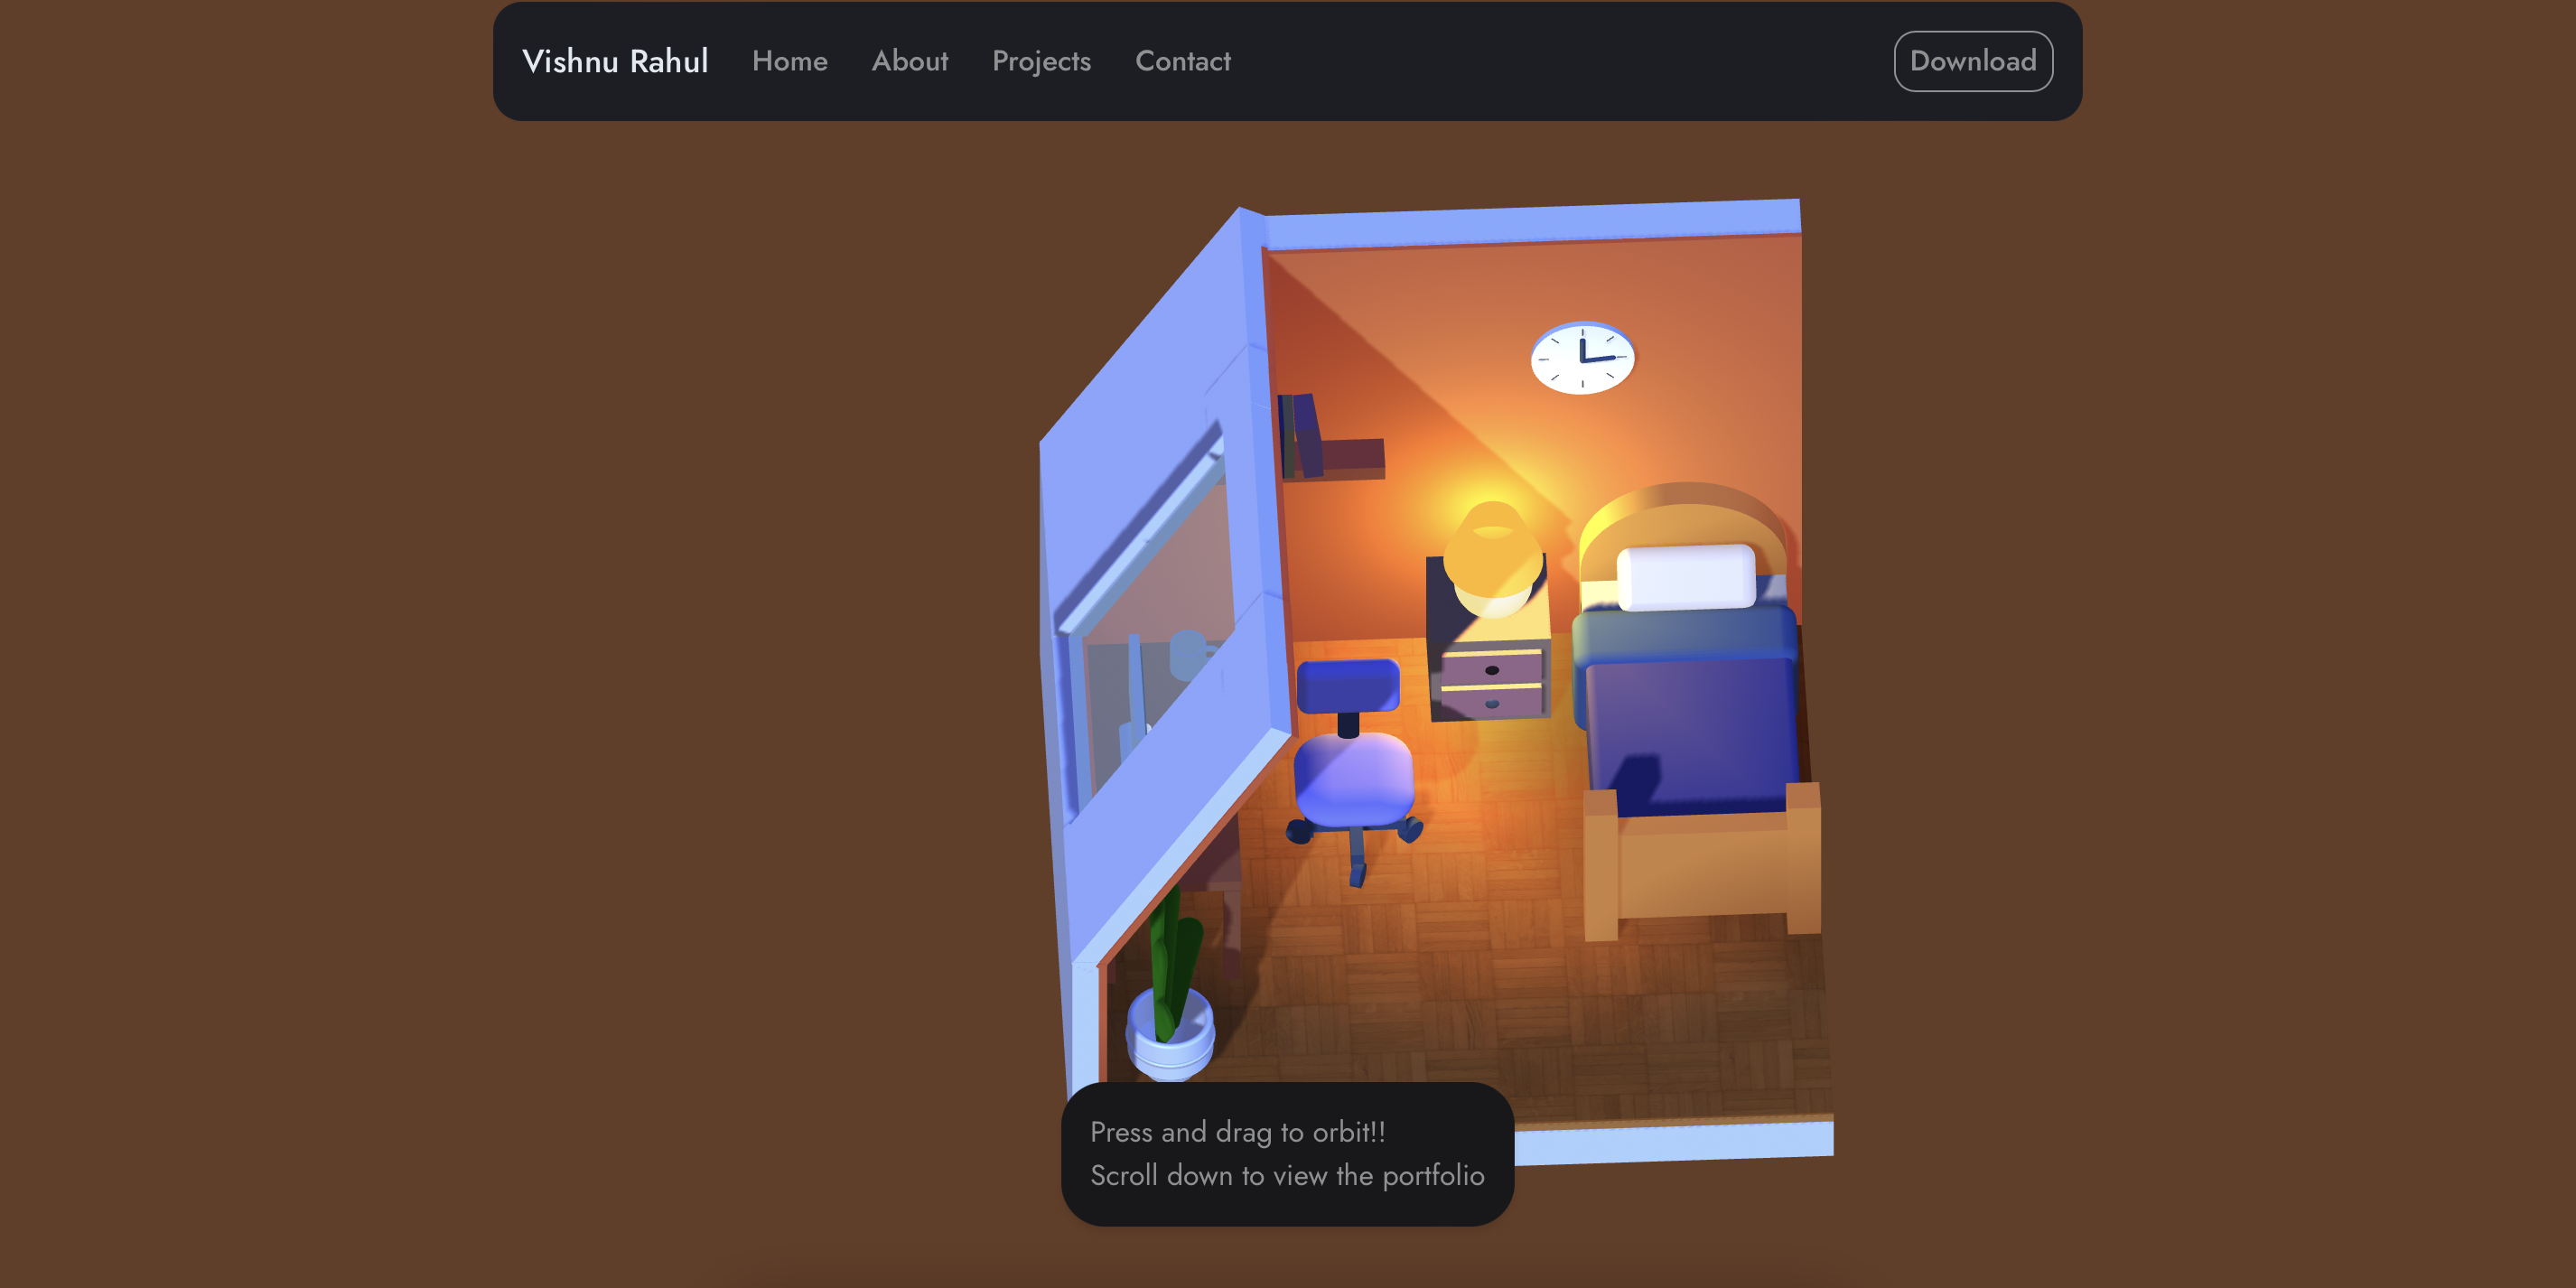 Vishnu Rahul Home About Projects Contact Download
Press and drag to orbit!!
Scroll down to view the portfolio